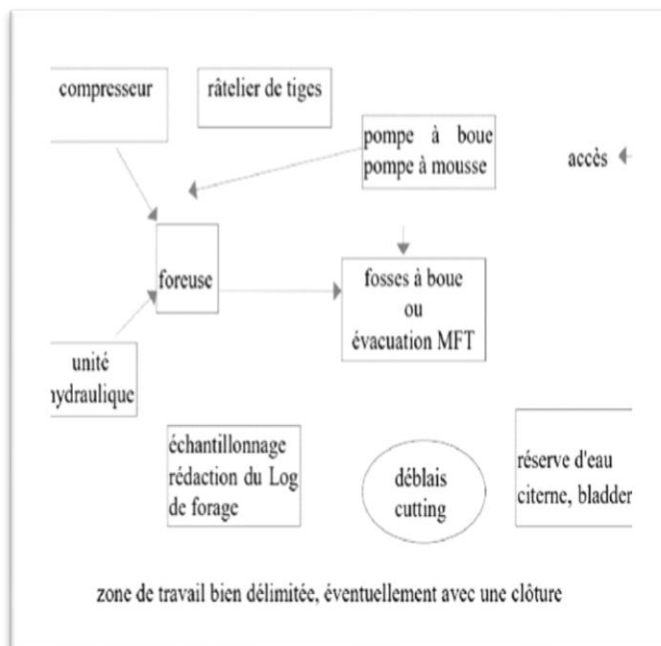 compresseur
râtelier de tiges
pompe à boue
pompe à mousse
accès
foreuse
fosses à boue
ou
évacuation MFT
unité
hydraulique
échantillonnage
rédaction du Log
de forage
déblais
cutting
réserve d'eau
citerne, bladder
zone de travail bien délimitée, éventuellement avec une clôture